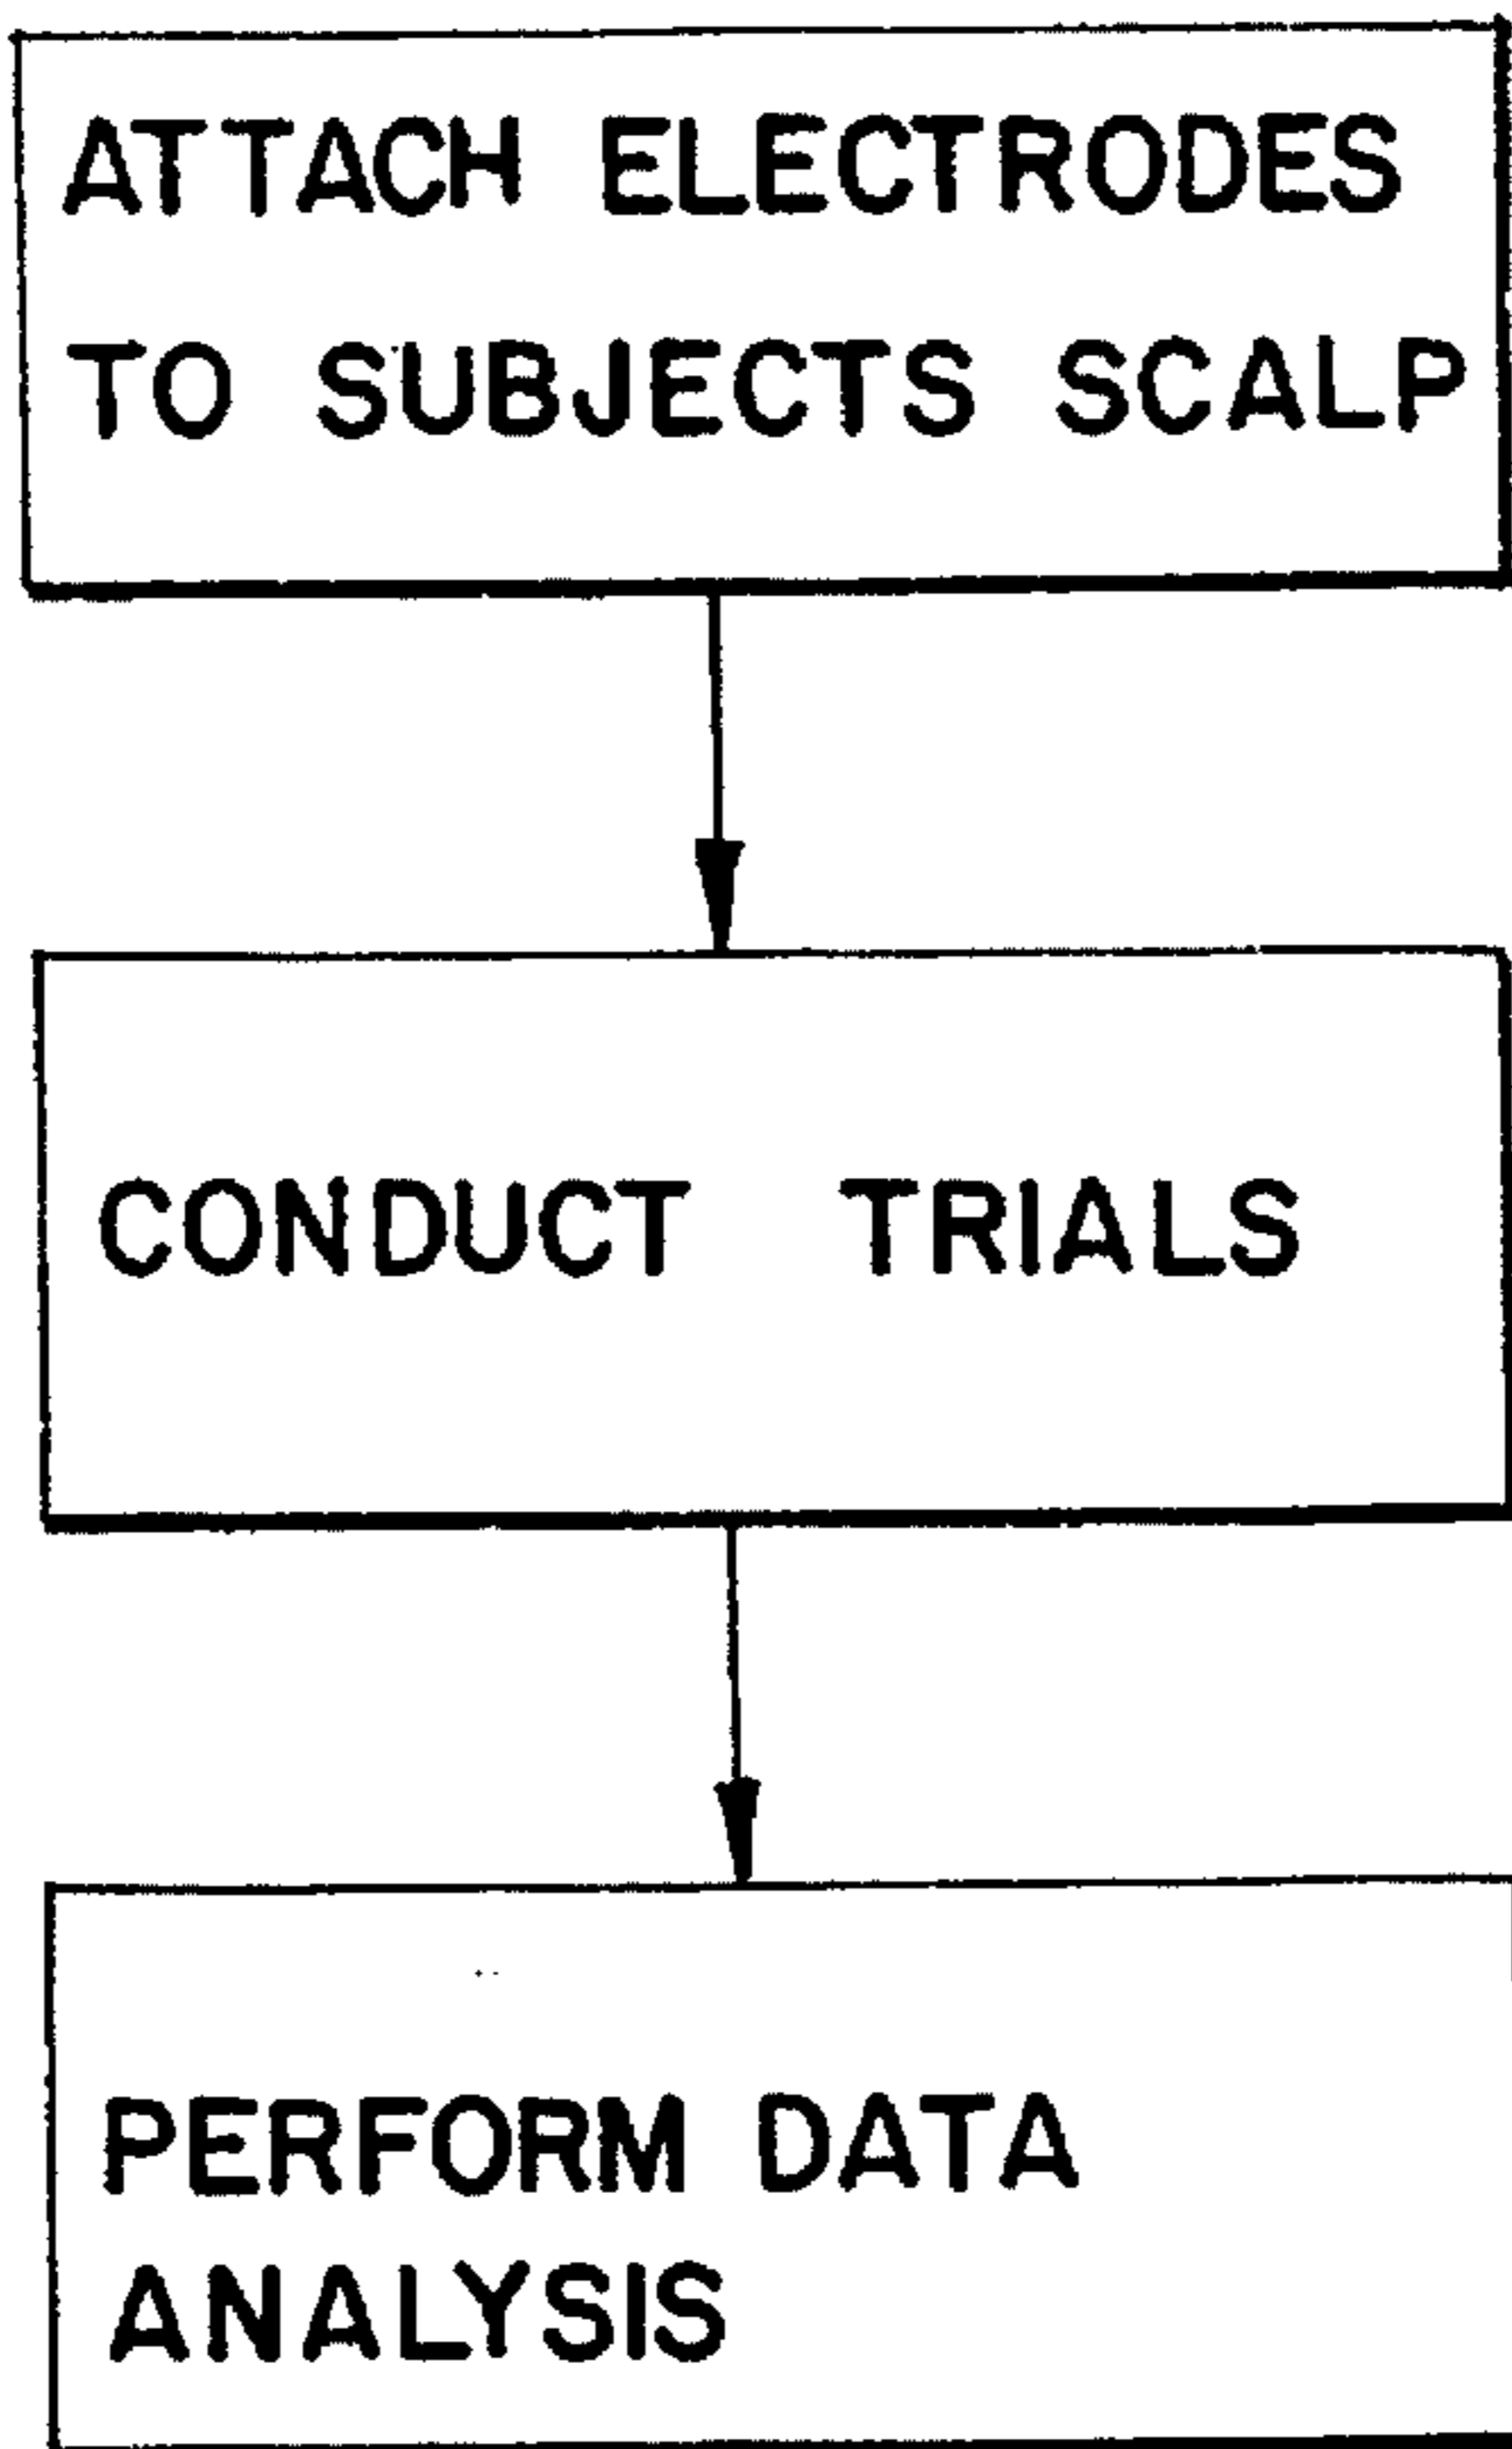 ATTACH ELECTRODES
TO SUBJECTS SCALP
CONDUCT TRIALS
PERFORM DATA
ANALYSIS